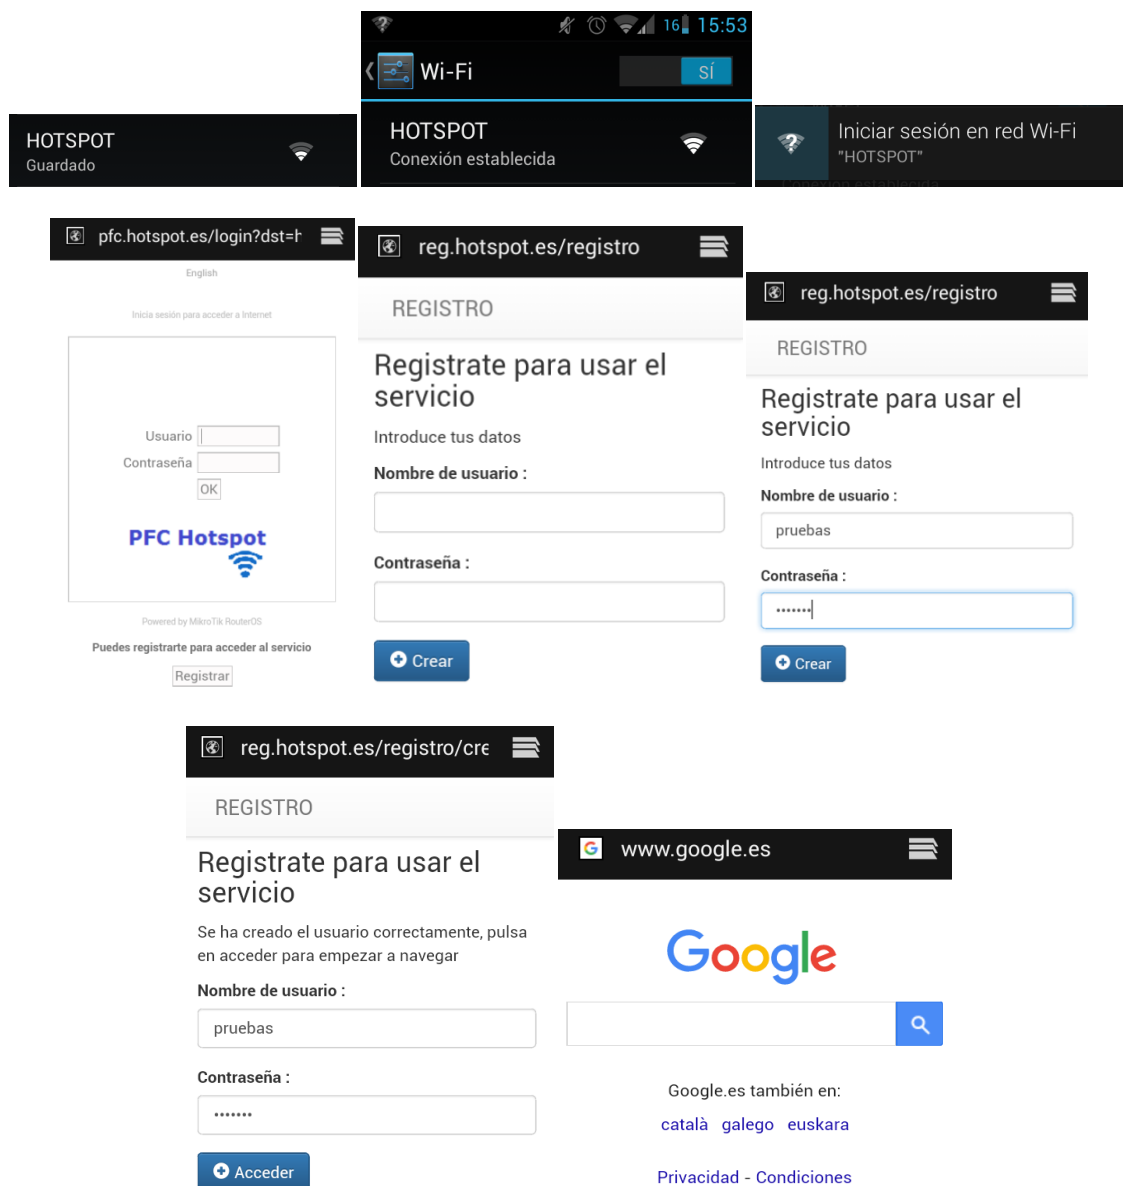 HOTSPOT
Guardado
16 15:53
Wi-Fi
SÍ
HOTSPOT
Conexión establecida
Iniciar sesión en red Wi-Fi
"HOTSPOT"
Conexión establecida
pfc.hotspot.es/login?dst=h
English
Inicia sesión para acceder a Internet
Usuario
Contraseña
OK
PFC Hotspot
Powered by MikroTik RouterOS
Puedes registrarte para acceder al servicio
Registrar
reg.hotspot.es/registro
REGISTRO
Registrate para usar el
servicio
Introduce tus datos
Nombre de usuario :
Contraseña :
Crear
reg.hotspot.es/registro
REGISTRO
Registrate para usar el
servicio
Introduce tus datos
Nombre de usuario :
pruebas
Contraseña :
•••••••
Crear
reg.hotspot.es/registro/cre
REGISTRO
Registrate para usar el
servicio
Se ha creado el usuario correctamente, pulsa
en acceder para empezar a navegar
Nombre de usuario :
pruebas
Contraseña :
•••••••
Acceder
G www.google.es
Google
Google.es también en:
català galego euskara
Privacidad - Condiciones